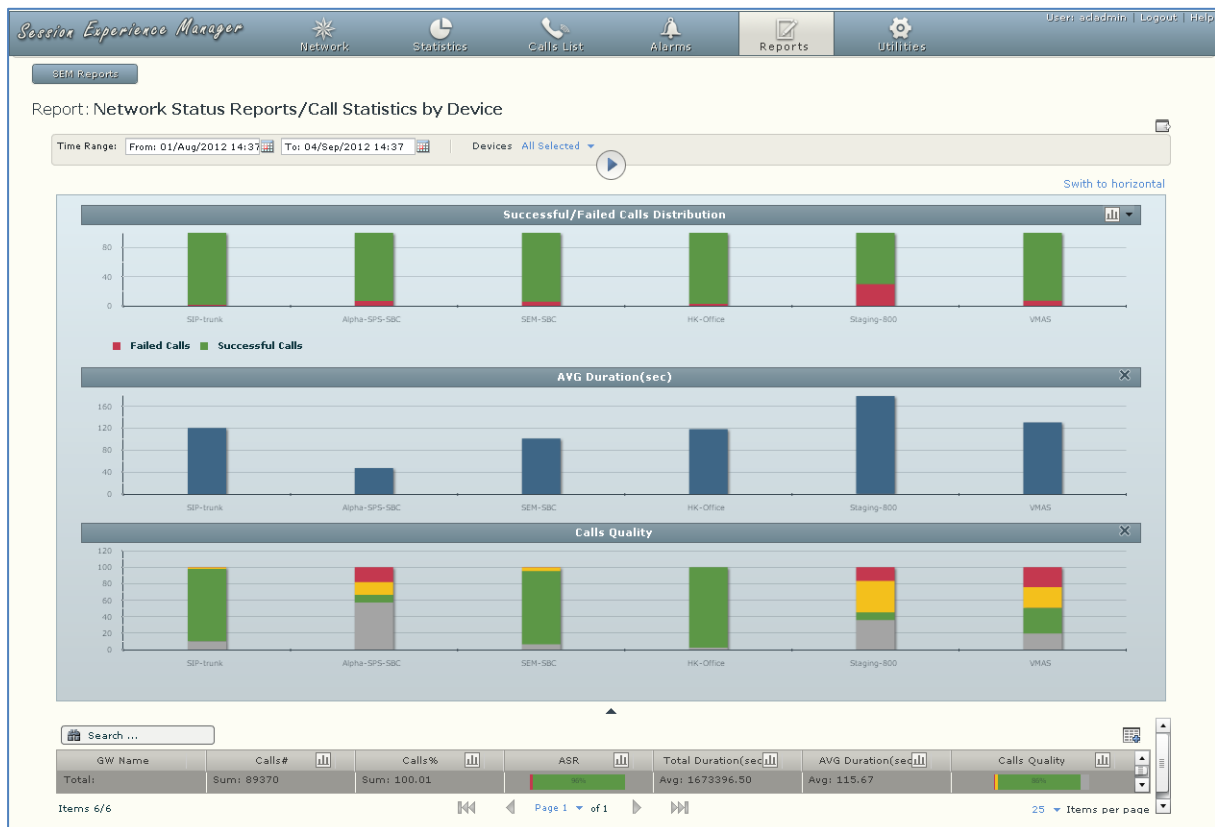 Session Experience Manager
Network
Statistics
Calls List
Alarms
Reports
Utilities
User: acladmin | Logout | Help
SEM Reports
Report: Network Status Reports/Call Statistics by Device
Time Range: From: 01/Aug/2012 14:37 To: 04/Sep/2012 14:37 Devices All Selected
Swith to horizontal
Successful/Failed Calls Distribution
80
40
0
SIP-trunk Alpha-SPS-SBC SEM-SBC HK-Office Staging-800 VMAS
Failed Calls Successful Calls
AVG Duration(sec)
160
120
80
40
0
SIP-trunk Alpha-SPS-SBC SEM-SBC HK-Office Staging-800 VMAS
Calls Quality
120
100
80
60
40
20
0
SIP-trunk Alpha-SPS-SBC SEM-SBC HK-Office Staging-800 VMAS
Search ...
GW Name Calls# Calls% ASR Total Duration(sec AVG Duration(sec Calls Quality
Total: Sum: 89370 Sum: 100.01 Avg: 1673396.50 Avg: 115.67
Items 6/6 Page 1 of 1 25 Items per page